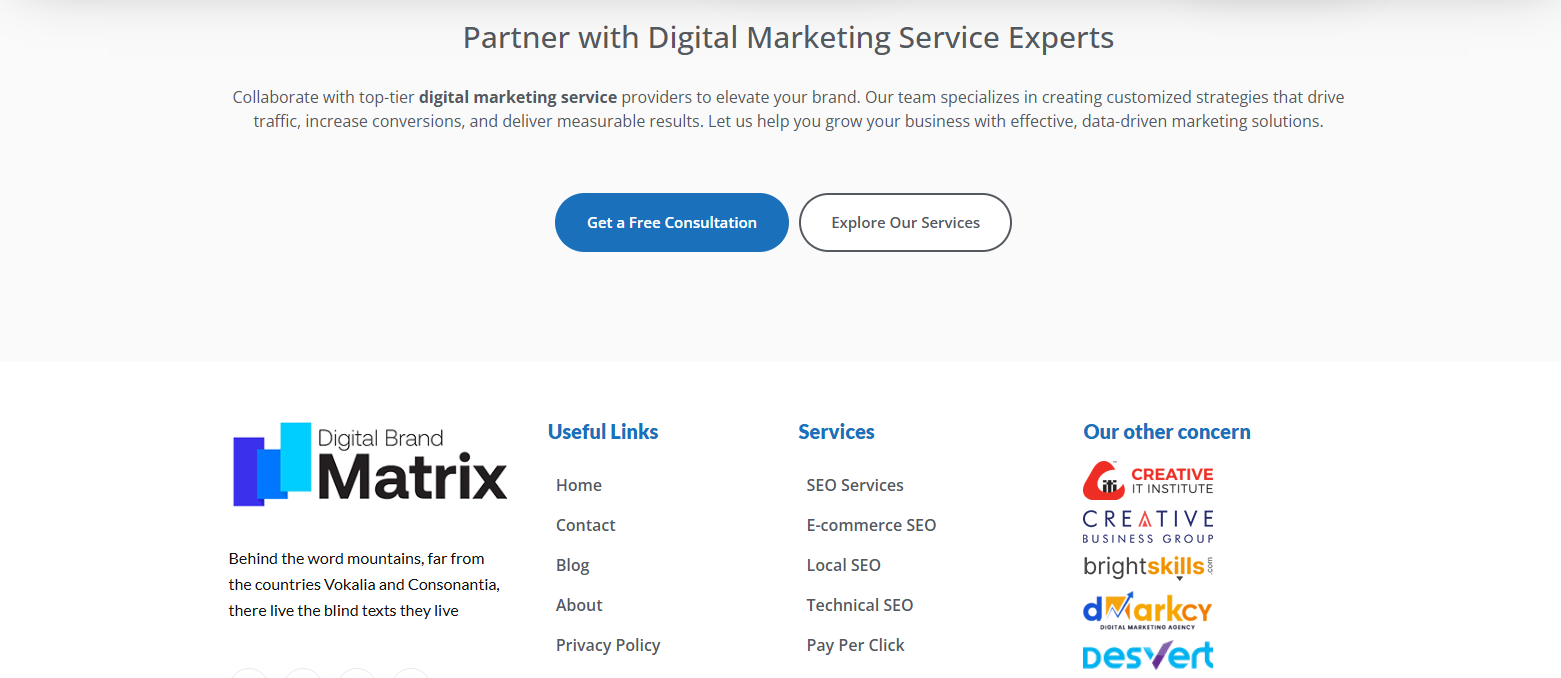 Partner with Digital Marketing Service Experts
Collaborate with top-tier digital marketing service providers to elevate your brand. Our team specializes in creating customized strategies that drive
traffic, increase conversions, and deliver measurable results. Let us help you grow your business with effective, data-driven marketing solutions.
Get a Free Consultation
Explore Our Services
Digital Brand
Matrix
Behind the word mountains, far from
the countries Vokalia and Consonantia,
there live the blind texts they live
Useful Links
Home
Contact
Blog
About
Privacy Policy
Services
SEO Services
E-commerce SEO
Local SEO
Technical SEO
Pay Per Click
Our other concern
CREATIVE
IT INSTITUTE
CREATIVE
BUSINESS GROUP
brightskills.com
dMarkcy
DIGITAL MARKETING AGENCY
Desvert